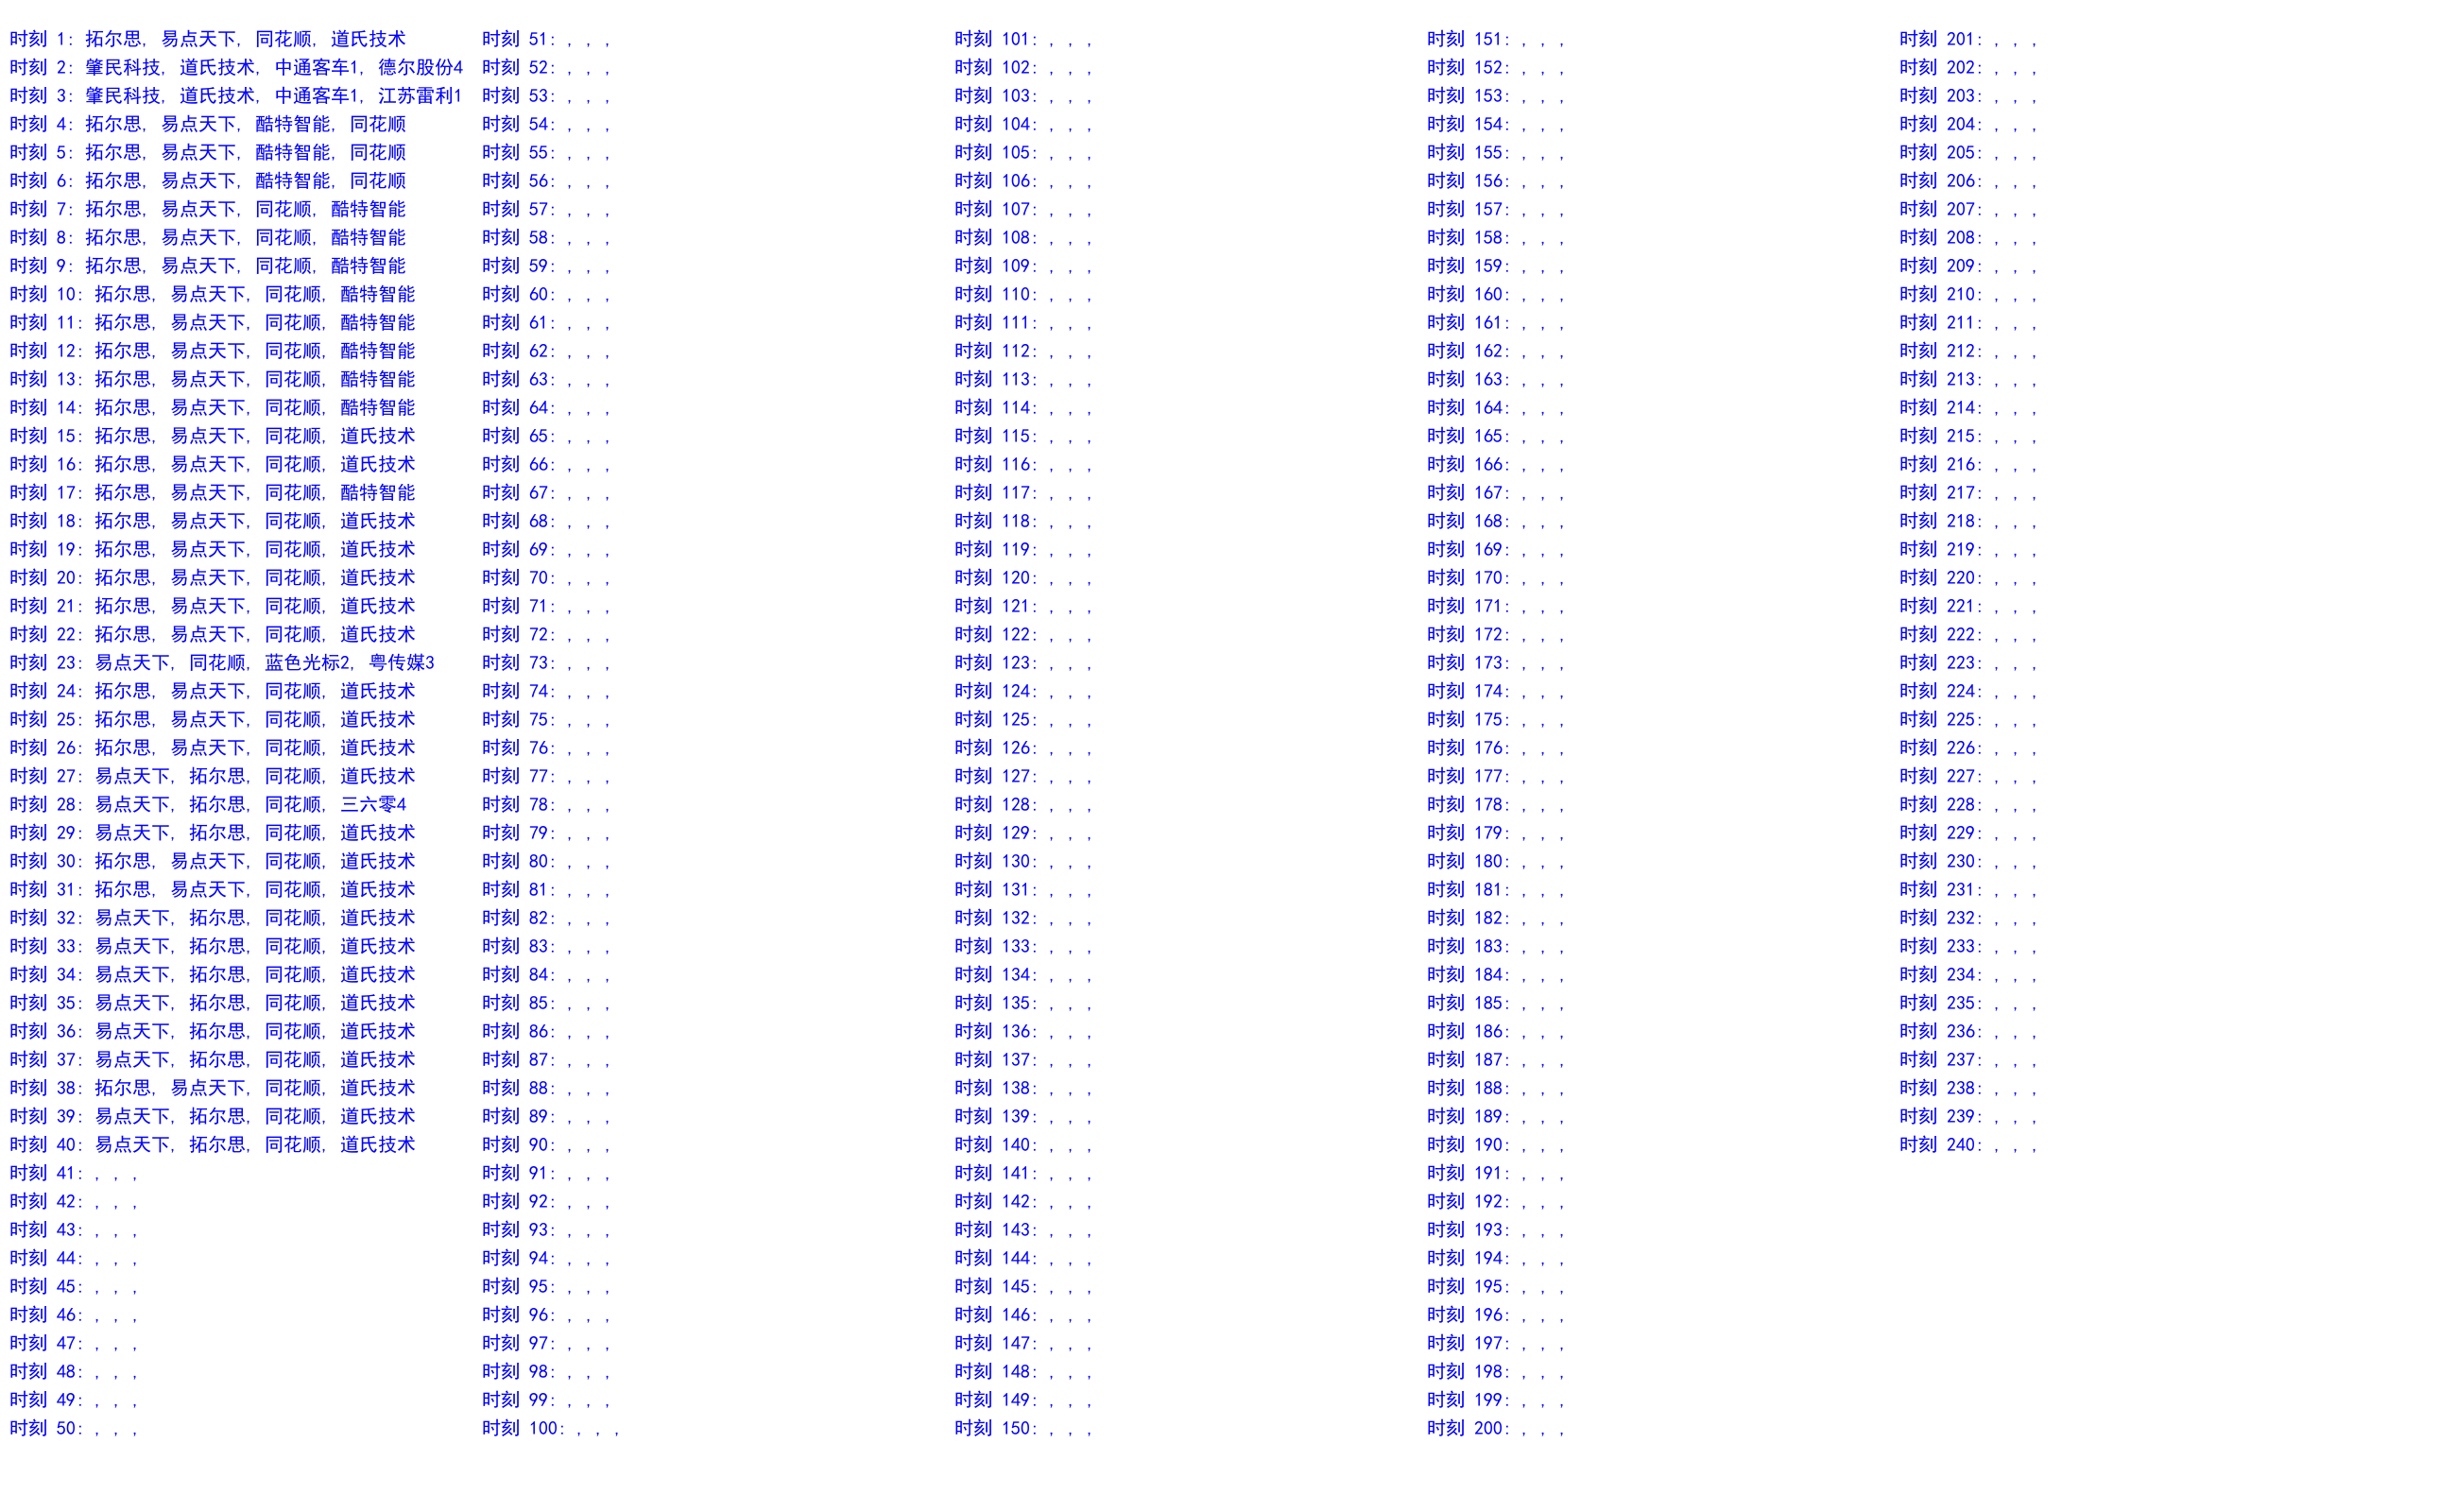 时刻 1: 拓尔思, 易点天下, 同花顺, 道氏技术
时刻 2: 肇民科技, 道氏技术, 中通客车1, 德尔股份4
时刻 3: 肇民科技, 道氏技术, 中通客车1, 江苏雷利1
时刻 4: 拓尔思, 易点天下, 酷特智能, 同花顺
时刻 5: 拓尔思, 易点天下, 酷特智能, 同花顺
时刻 6: 拓尔思, 易点天下, 酷特智能, 同花顺
时刻 7: 拓尔思, 易点天下, 同花顺, 酷特智能
时刻 8: 拓尔思, 易点天下, 同花顺, 酷特智能
时刻 9: 拓尔思, 易点天下, 同花顺, 酷特智能
时刻 10: 拓尔思, 易点天下, 同花顺, 酷特智能
时刻 11: 拓尔思, 易点天下, 同花顺, 酷特智能
时刻 12: 拓尔思, 易点天下, 同花顺, 酷特智能
时刻 13: 拓尔思, 易点天下, 同花顺, 酷特智能
时刻 14: 拓尔思, 易点天下, 同花顺, 酷特智能
时刻 15: 拓尔思, 易点天下, 同花顺, 道氏技术
时刻 16: 拓尔思, 易点天下, 同花顺, 道氏技术
时刻 17: 拓尔思, 易点天下, 同花顺, 酷特智能
时刻 18: 拓尔思, 易点天下, 同花顺, 道氏技术
时刻 19: 拓尔思, 易点天下, 同花顺, 道氏技术
时刻 20: 拓尔思, 易点天下, 同花顺, 道氏技术
时刻 21: 拓尔思, 易点天下, 同花顺, 道氏技术
时刻 22: 拓尔思, 易点天下, 同花顺, 道氏技术
时刻 23: 易点天下, 同花顺, 蓝色光标2, 粤传媒3
时刻 24: 拓尔思, 易点天下, 同花顺, 道氏技术
时刻 25: 拓尔思, 易点天下, 同花顺, 道氏技术
时刻 26: 拓尔思, 易点天下, 同花顺, 道氏技术
时刻 27: 易点天下, 拓尔思, 同花顺, 道氏技术
时刻 28: 易点天下, 拓尔思, 同花顺, 三六零4
时刻 29: 易点天下, 拓尔思, 同花顺, 道氏技术
时刻 30: 拓尔思, 易点天下, 同花顺, 道氏技术
时刻 31: 拓尔思, 易点天下, 同花顺, 道氏技术
时刻 32: 易点天下, 拓尔思, 同花顺, 道氏技术
时刻 33: 易点天下, 拓尔思, 同花顺, 道氏技术
时刻 34: 易点天下, 拓尔思, 同花顺, 道氏技术
时刻 35: 易点天下, 拓尔思, 同花顺, 道氏技术
时刻 36: 易点天下, 拓尔思, 同花顺, 道氏技术
时刻 37: 易点天下, 拓尔思, 同花顺, 道氏技术
时刻 38: 拓尔思, 易点天下, 同花顺, 道氏技术
时刻 39: 易点天下, 拓尔思, 同花顺, 道氏技术
时刻 40: 易点天下, 拓尔思, 同花顺, 道氏技术
时刻 41: , , ,
时刻 42: , , ,
时刻 43: , , ,
时刻 44: , , ,
时刻 45: , , ,
时刻 46: , , ,
时刻 47: , , ,
时刻 48: , , ,
时刻 49: , , ,
时刻 50: , , ,
时刻 51: , , ,
时刻 52: , , ,
时刻 53: , , ,
时刻 54: , , ,
时刻 55: , , ,
时刻 56: , , ,
时刻 57: , , ,
时刻 58: , , ,
时刻 59: , , ,
时刻 60: , , ,
时刻 61: , , ,
时刻 62: , , ,
时刻 63: , , ,
时刻 64: , , ,
时刻 65: , , ,
时刻 66: , , ,
时刻 67: , , ,
时刻 68: , , ,
时刻 69: , , ,
时刻 70: , , ,
时刻 71: , , ,
时刻 72: , , ,
时刻 73: , , ,
时刻 74: , , ,
时刻 75: , , ,
时刻 76: , , ,
时刻 77: , , ,
时刻 78: , , ,
时刻 79: , , ,
时刻 80: , , ,
时刻 81: , , ,
时刻 82: , , ,
时刻 83: , , ,
时刻 84: , , ,
时刻 85: , , ,
时刻 86: , , ,
时刻 87: , , ,
时刻 88: , , ,
时刻 89: , , ,
时刻 90: , , ,
时刻 91: , , ,
时刻 92: , , ,
时刻 93: , , ,
时刻 94: , , ,
时刻 95: , , ,
时刻 96: , , ,
时刻 97: , , ,
时刻 98: , , ,
时刻 99: , , ,
时刻 100: , , ,
时刻 101: , , ,
时刻 102: , , ,
时刻 103: , , ,
时刻 104: , , ,
时刻 105: , , ,
时刻 106: , , ,
时刻 107: , , ,
时刻 108: , , ,
时刻 109: , , ,
时刻 110: , , ,
时刻 111: , , ,
时刻 112: , , ,
时刻 113: , , ,
时刻 114: , , ,
时刻 115: , , ,
时刻 116: , , ,
时刻 117: , , ,
时刻 118: , , ,
时刻 119: , , ,
时刻 120: , , ,
时刻 121: , , ,
时刻 122: , , ,
时刻 123: , , ,
时刻 124: , , ,
时刻 125: , , ,
时刻 126: , , ,
时刻 127: , , ,
时刻 128: , , ,
时刻 129: , , ,
时刻 130: , , ,
时刻 131: , , ,
时刻 132: , , ,
时刻 133: , , ,
时刻 134: , , ,
时刻 135: , , ,
时刻 136: , , ,
时刻 137: , , ,
时刻 138: , , ,
时刻 139: , , ,
时刻 140: , , ,
时刻 141: , , ,
时刻 142: , , ,
时刻 143: , , ,
时刻 144: , , ,
时刻 145: , , ,
时刻 146: , , ,
时刻 147: , , ,
时刻 148: , , ,
时刻 149: , , ,
时刻 150: , , ,
时刻 151: , , ,
时刻 152: , , ,
时刻 153: , , ,
时刻 154: , , ,
时刻 155: , , ,
时刻 156: , , ,
时刻 157: , , ,
时刻 158: , , ,
时刻 159: , , ,
时刻 160: , , ,
时刻 161: , , ,
时刻 162: , , ,
时刻 163: , , ,
时刻 164: , , ,
时刻 165: , , ,
时刻 166: , , ,
时刻 167: , , ,
时刻 168: , , ,
时刻 169: , , ,
时刻 170: , , ,
时刻 171: , , ,
时刻 172: , , ,
时刻 173: , , ,
时刻 174: , , ,
时刻 175: , , ,
时刻 176: , , ,
时刻 177: , , ,
时刻 178: , , ,
时刻 179: , , ,
时刻 180: , , ,
时刻 181: , , ,
时刻 182: , , ,
时刻 183: , , ,
时刻 184: , , ,
时刻 185: , , ,
时刻 186: , , ,
时刻 187: , , ,
时刻 188: , , ,
时刻 189: , , ,
时刻 190: , , ,
时刻 191: , , ,
时刻 192: , , ,
时刻 193: , , ,
时刻 194: , , ,
时刻 195: , , ,
时刻 196: , , ,
时刻 197: , , ,
时刻 198: , , ,
时刻 199: , , ,
时刻 200: , , ,
时刻 201: , , ,
时刻 202: , , ,
时刻 203: , , ,
时刻 204: , , ,
时刻 205: , , ,
时刻 206: , , ,
时刻 207: , , ,
时刻 208: , , ,
时刻 209: , , ,
时刻 210: , , ,
时刻 211: , , ,
时刻 212: , , ,
时刻 213: , , ,
时刻 214: , , ,
时刻 215: , , ,
时刻 216: , , ,
时刻 217: , , ,
时刻 218: , , ,
时刻 219: , , ,
时刻 220: , , ,
时刻 221: , , ,
时刻 222: , , ,
时刻 223: , , ,
时刻 224: , , ,
时刻 225: , , ,
时刻 226: , , ,
时刻 227: , , ,
时刻 228: , , ,
时刻 229: , , ,
时刻 230: , , ,
时刻 231: , , ,
时刻 232: , , ,
时刻 233: , , ,
时刻 234: , , ,
时刻 235: , , ,
时刻 236: , , ,
时刻 237: , , ,
时刻 238: , , ,
时刻 239: , , ,
时刻 240: , , ,